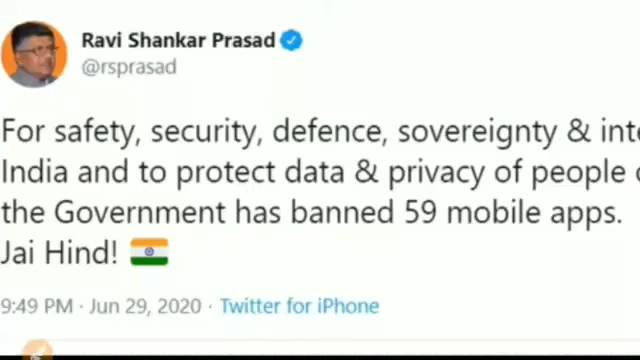 Ravi Shankar Prasad
@rsprasad
For safety, security, defence, sovereignty &
India and to protect data & privacy of people
the Government has banned 59 mobile apps.
Jai Hind!
9:49 PM · Jun 29, 2020 · Twitter for iPhone